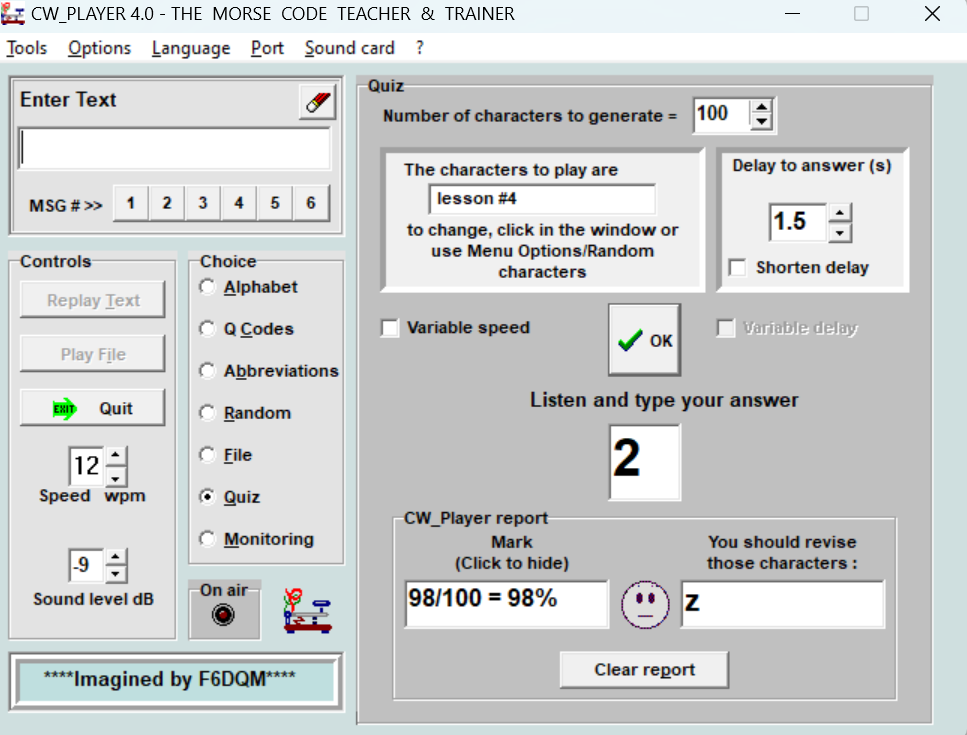 CW_PLAYER 4.0 - THE MORSE CODE TEACHER & TRAINER
Tools Options Language Port Sound card ?
Enter Text
MSG # >> 1 2 3 4 5 6
Controls
Replay Text
Play File
EXIT Quit
12
Speed wpm
-9
Sound level dB
Choice
Alphabet
Q Codes
Abbreviations
Random
File
Quiz
Monitoring
On air
****Imagined by F6DQM****
Quiz
Number of characters to generate = 100
The characters to play are
lesson #4
to change, click in the window or
use Menu Options/Random
characters
Delay to answer (s)
1.5
Shorten delay
Variable speed
OK
Variable delay
Listen and type your answer
2
CW_Player report
Mark
(Click to hide)
98/100 = 98%
You should revise
those characters :
z
Clear report